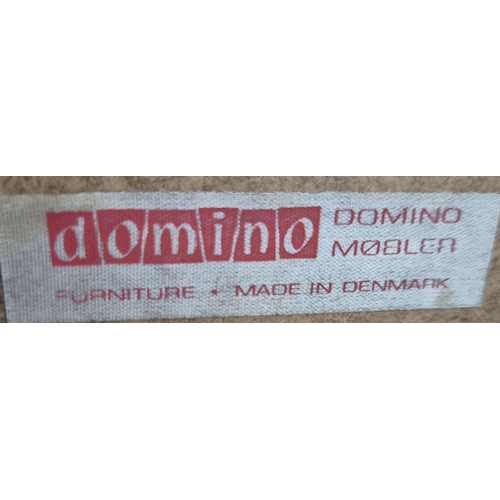 domino
DOMINO
MØBLER
FURNITURE * MADE IN DENMARK